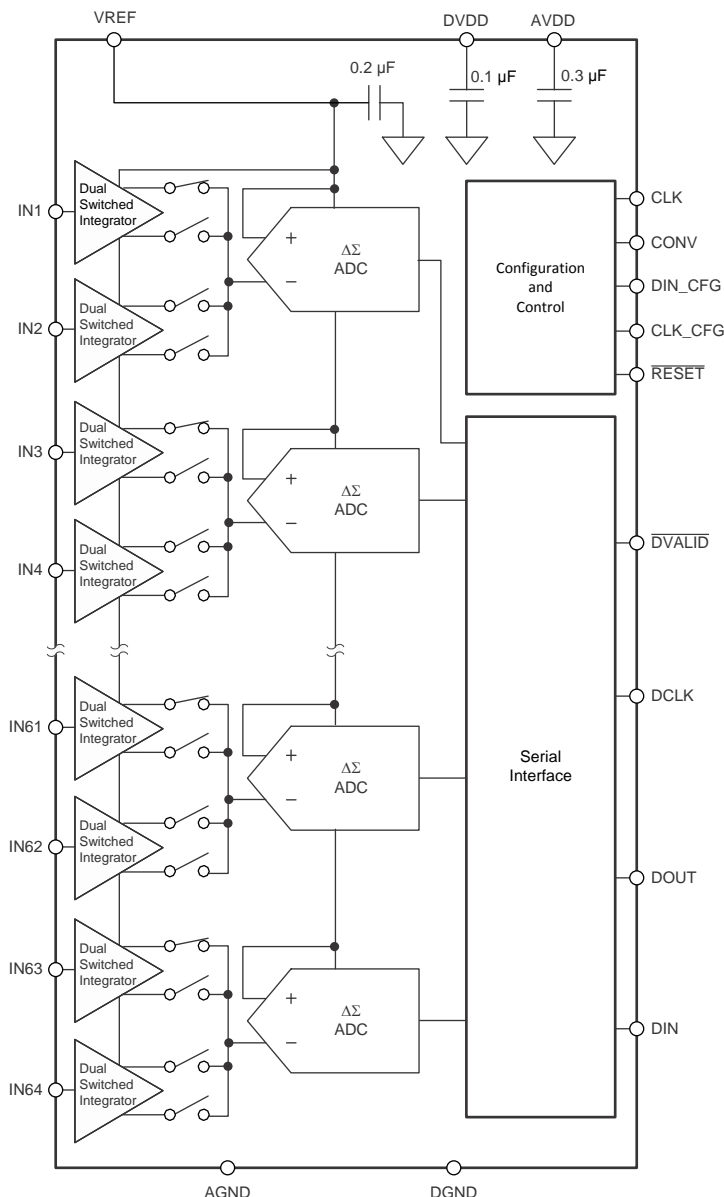 VREF
DVDD
AVDD
0.2 µF
0.1 µF
0.3 µF
IN1
Dual
Switched
Integrator
+
−
ΔΣ
ADC
IN2
Dual
Switched
Integrator
Configuration
and
Control
CLK
CONV
DIN_CFG
CLK_CFG
RESET
IN3
Dual
Switched
Integrator
+
−
ΔΣ
ADC
IN4
Dual
Switched
Integrator
IN61
Dual
Switched
Integrator
+
−
ΔΣ
ADC
IN62
Dual
Switched
Integrator
IN63
Dual
Switched
Integrator
+
−
ΔΣ
ADC
IN64
Dual
Switched
Integrator
Serial
Interface
DVALID
DCLK
DOUT
DIN
AGND
DGND